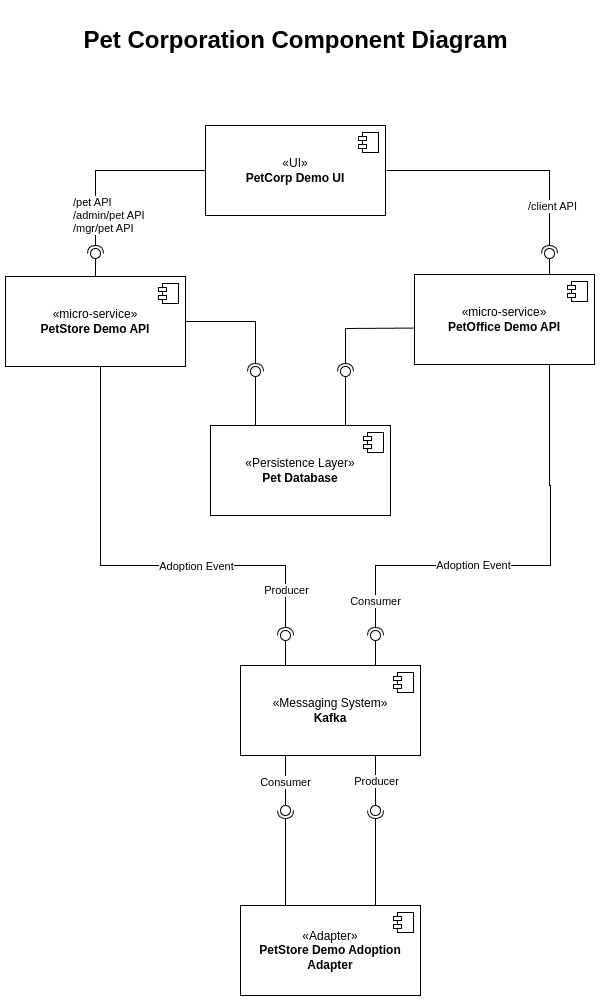 Pet Corporation Component Diagram
«UI»
PetCorp Demo UI
/pet API
/admin/pet API
/mgr/pet API
/client API
«micro-service»
PetStore Demo API
«micro-service»
PetOffice Demo API
«Persistence Layer»
Pet Database
Adoption Event
Adoption Event
Producer
Consumer
«Messaging System»
Kafka
Consumer
Producer
«Adapter»
PetStore Demo Adoption
Adapter